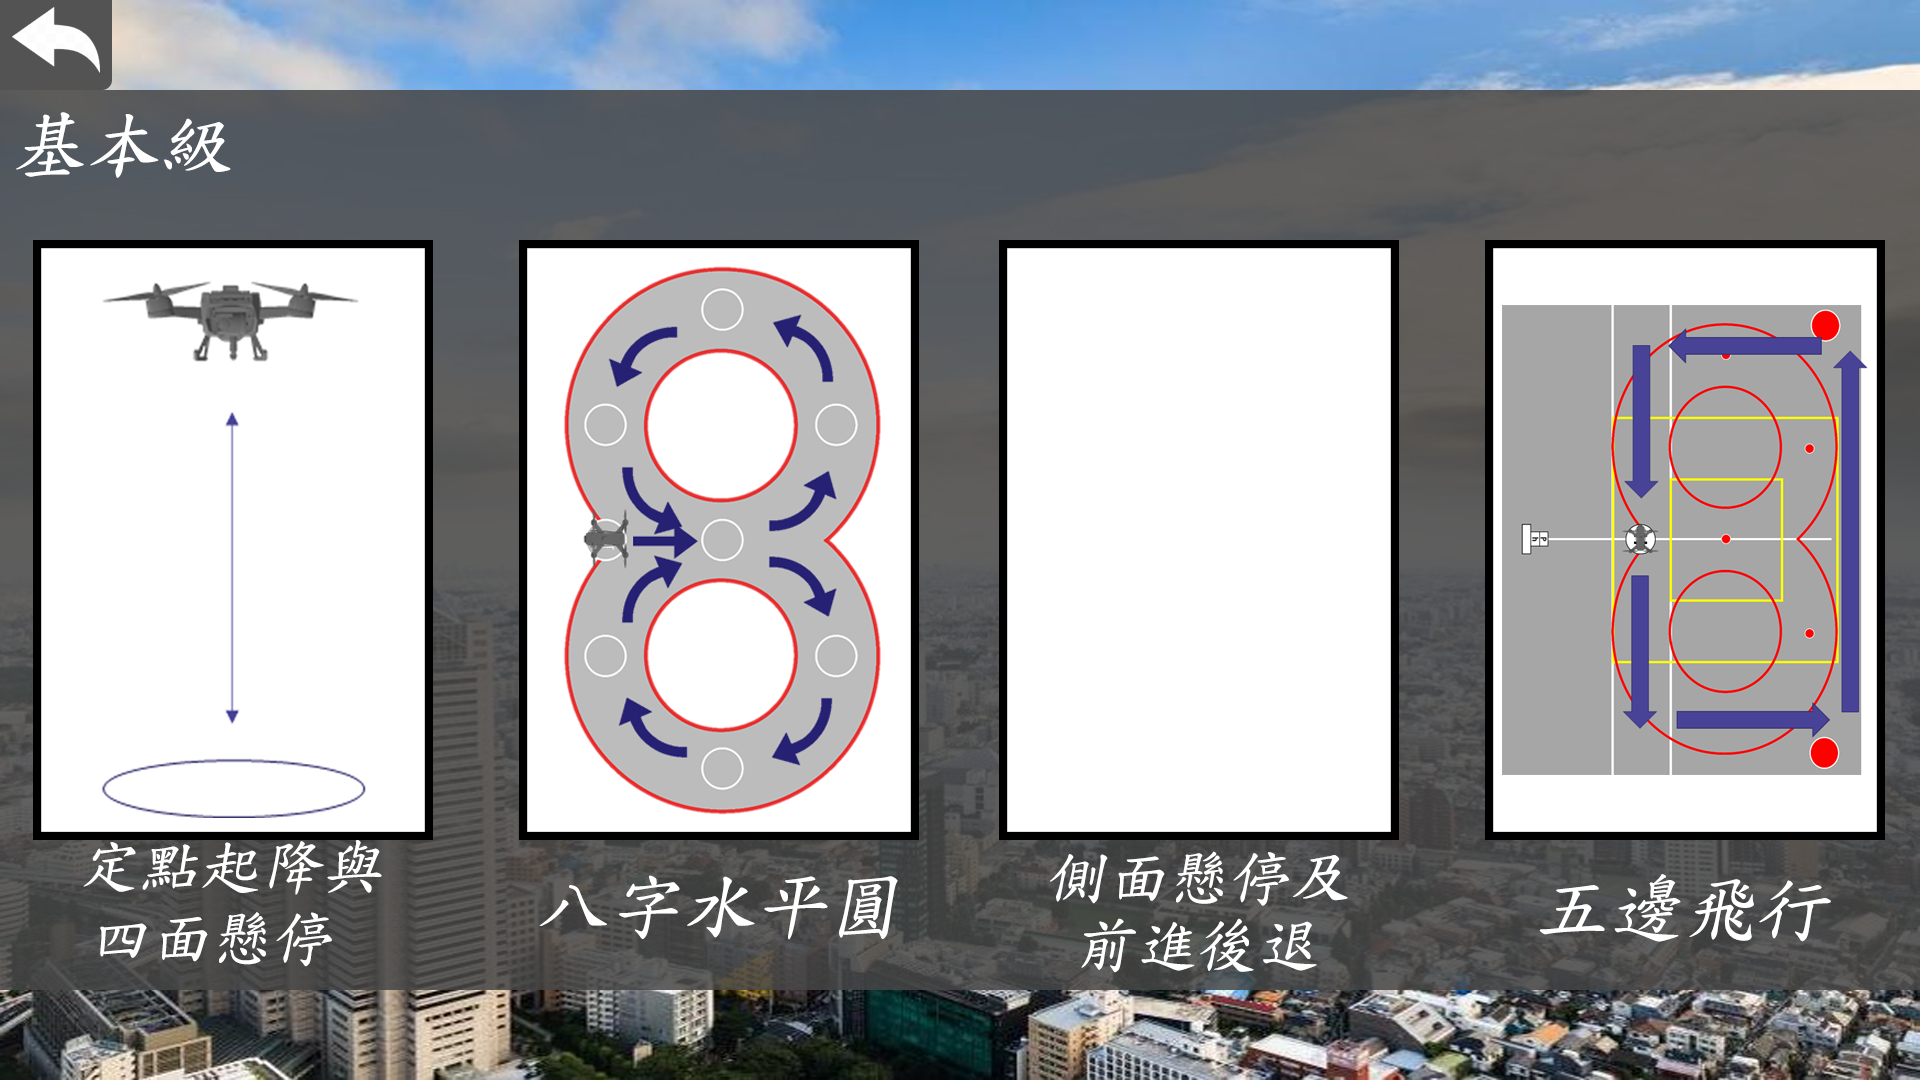 基本級
定點起降與
四面懸停
八字水平圓
側面懸停及
前進後退
五邊飛行